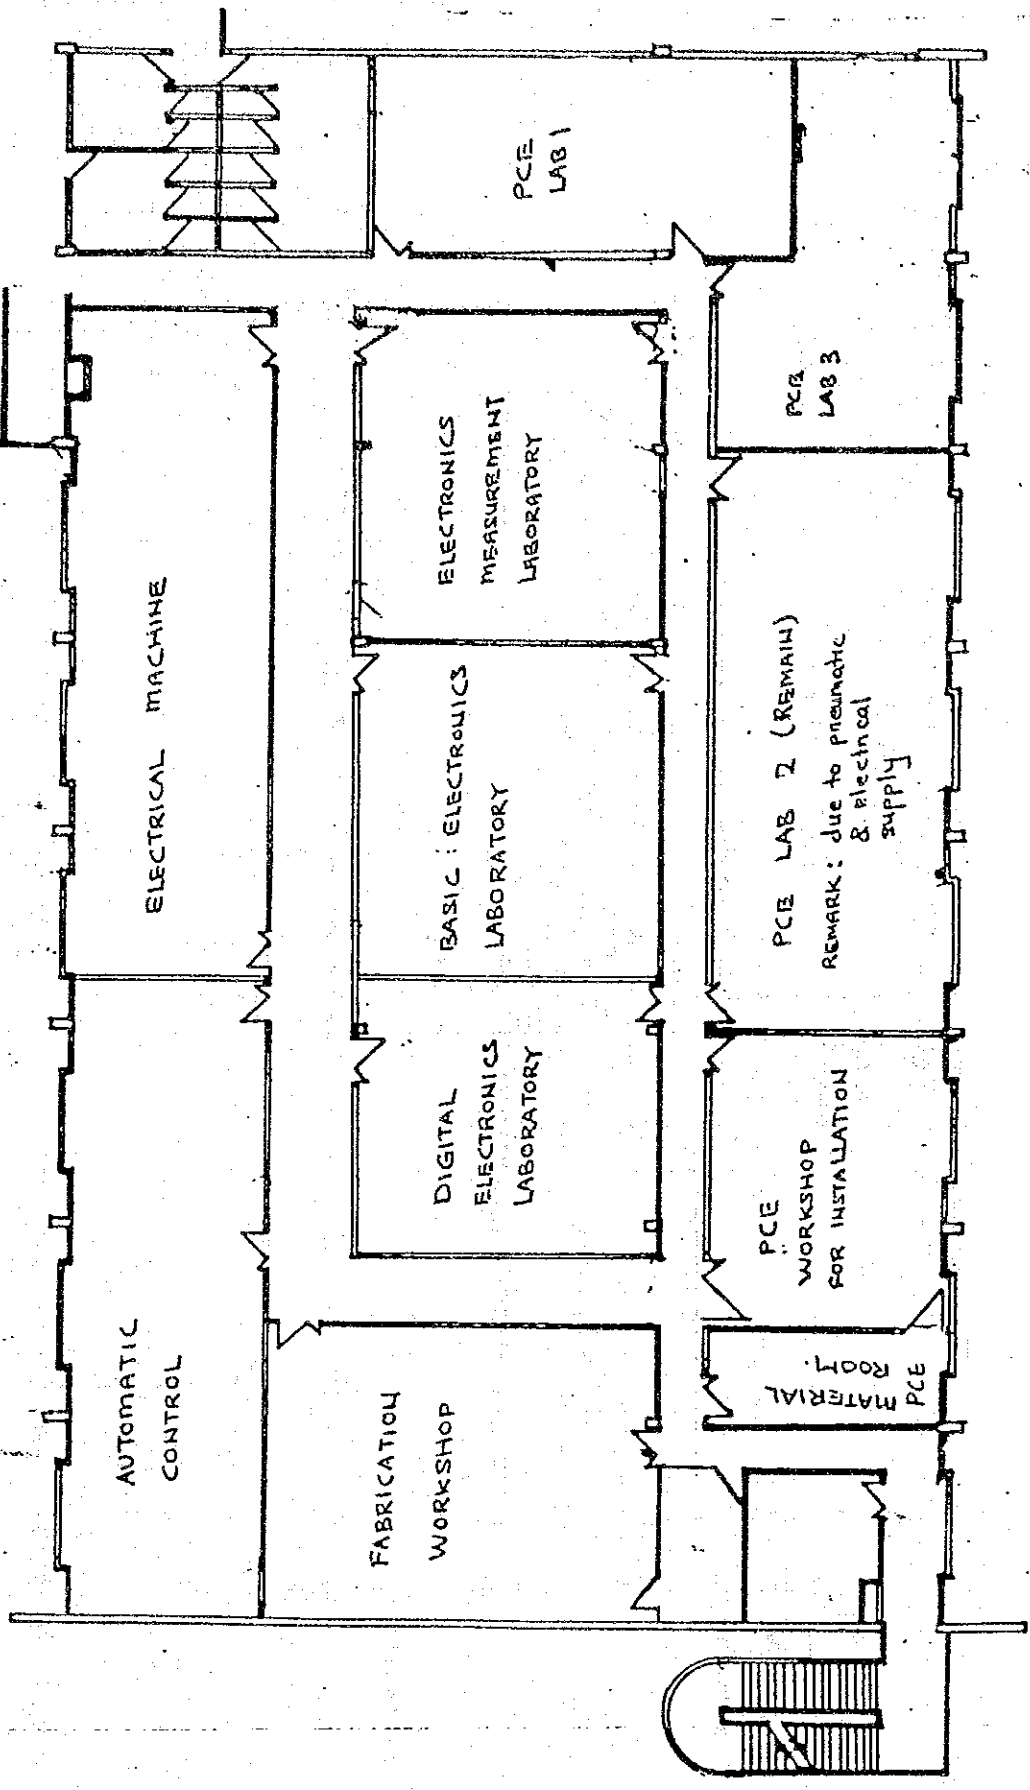 PCE
LAB 1
PCB
LAB 3
ELECTRONICS
MEASUREMENT
LABORATORY
ELECTRICAL MACHINE
BASIC : ELECTRONICS
LABORATORY
PCE LAB 2 (REMAIN)
REMARK : due to pneumatic
& electrical
supply
DIGITAL
ELECTRONICS
LABORATORY
PCE
WORKSHOP
FOR INSTALLATION
AUTOMATIC
CONTROL
FABRICATION
WORKSHOP
PCE
MATERIAL
ROOM.